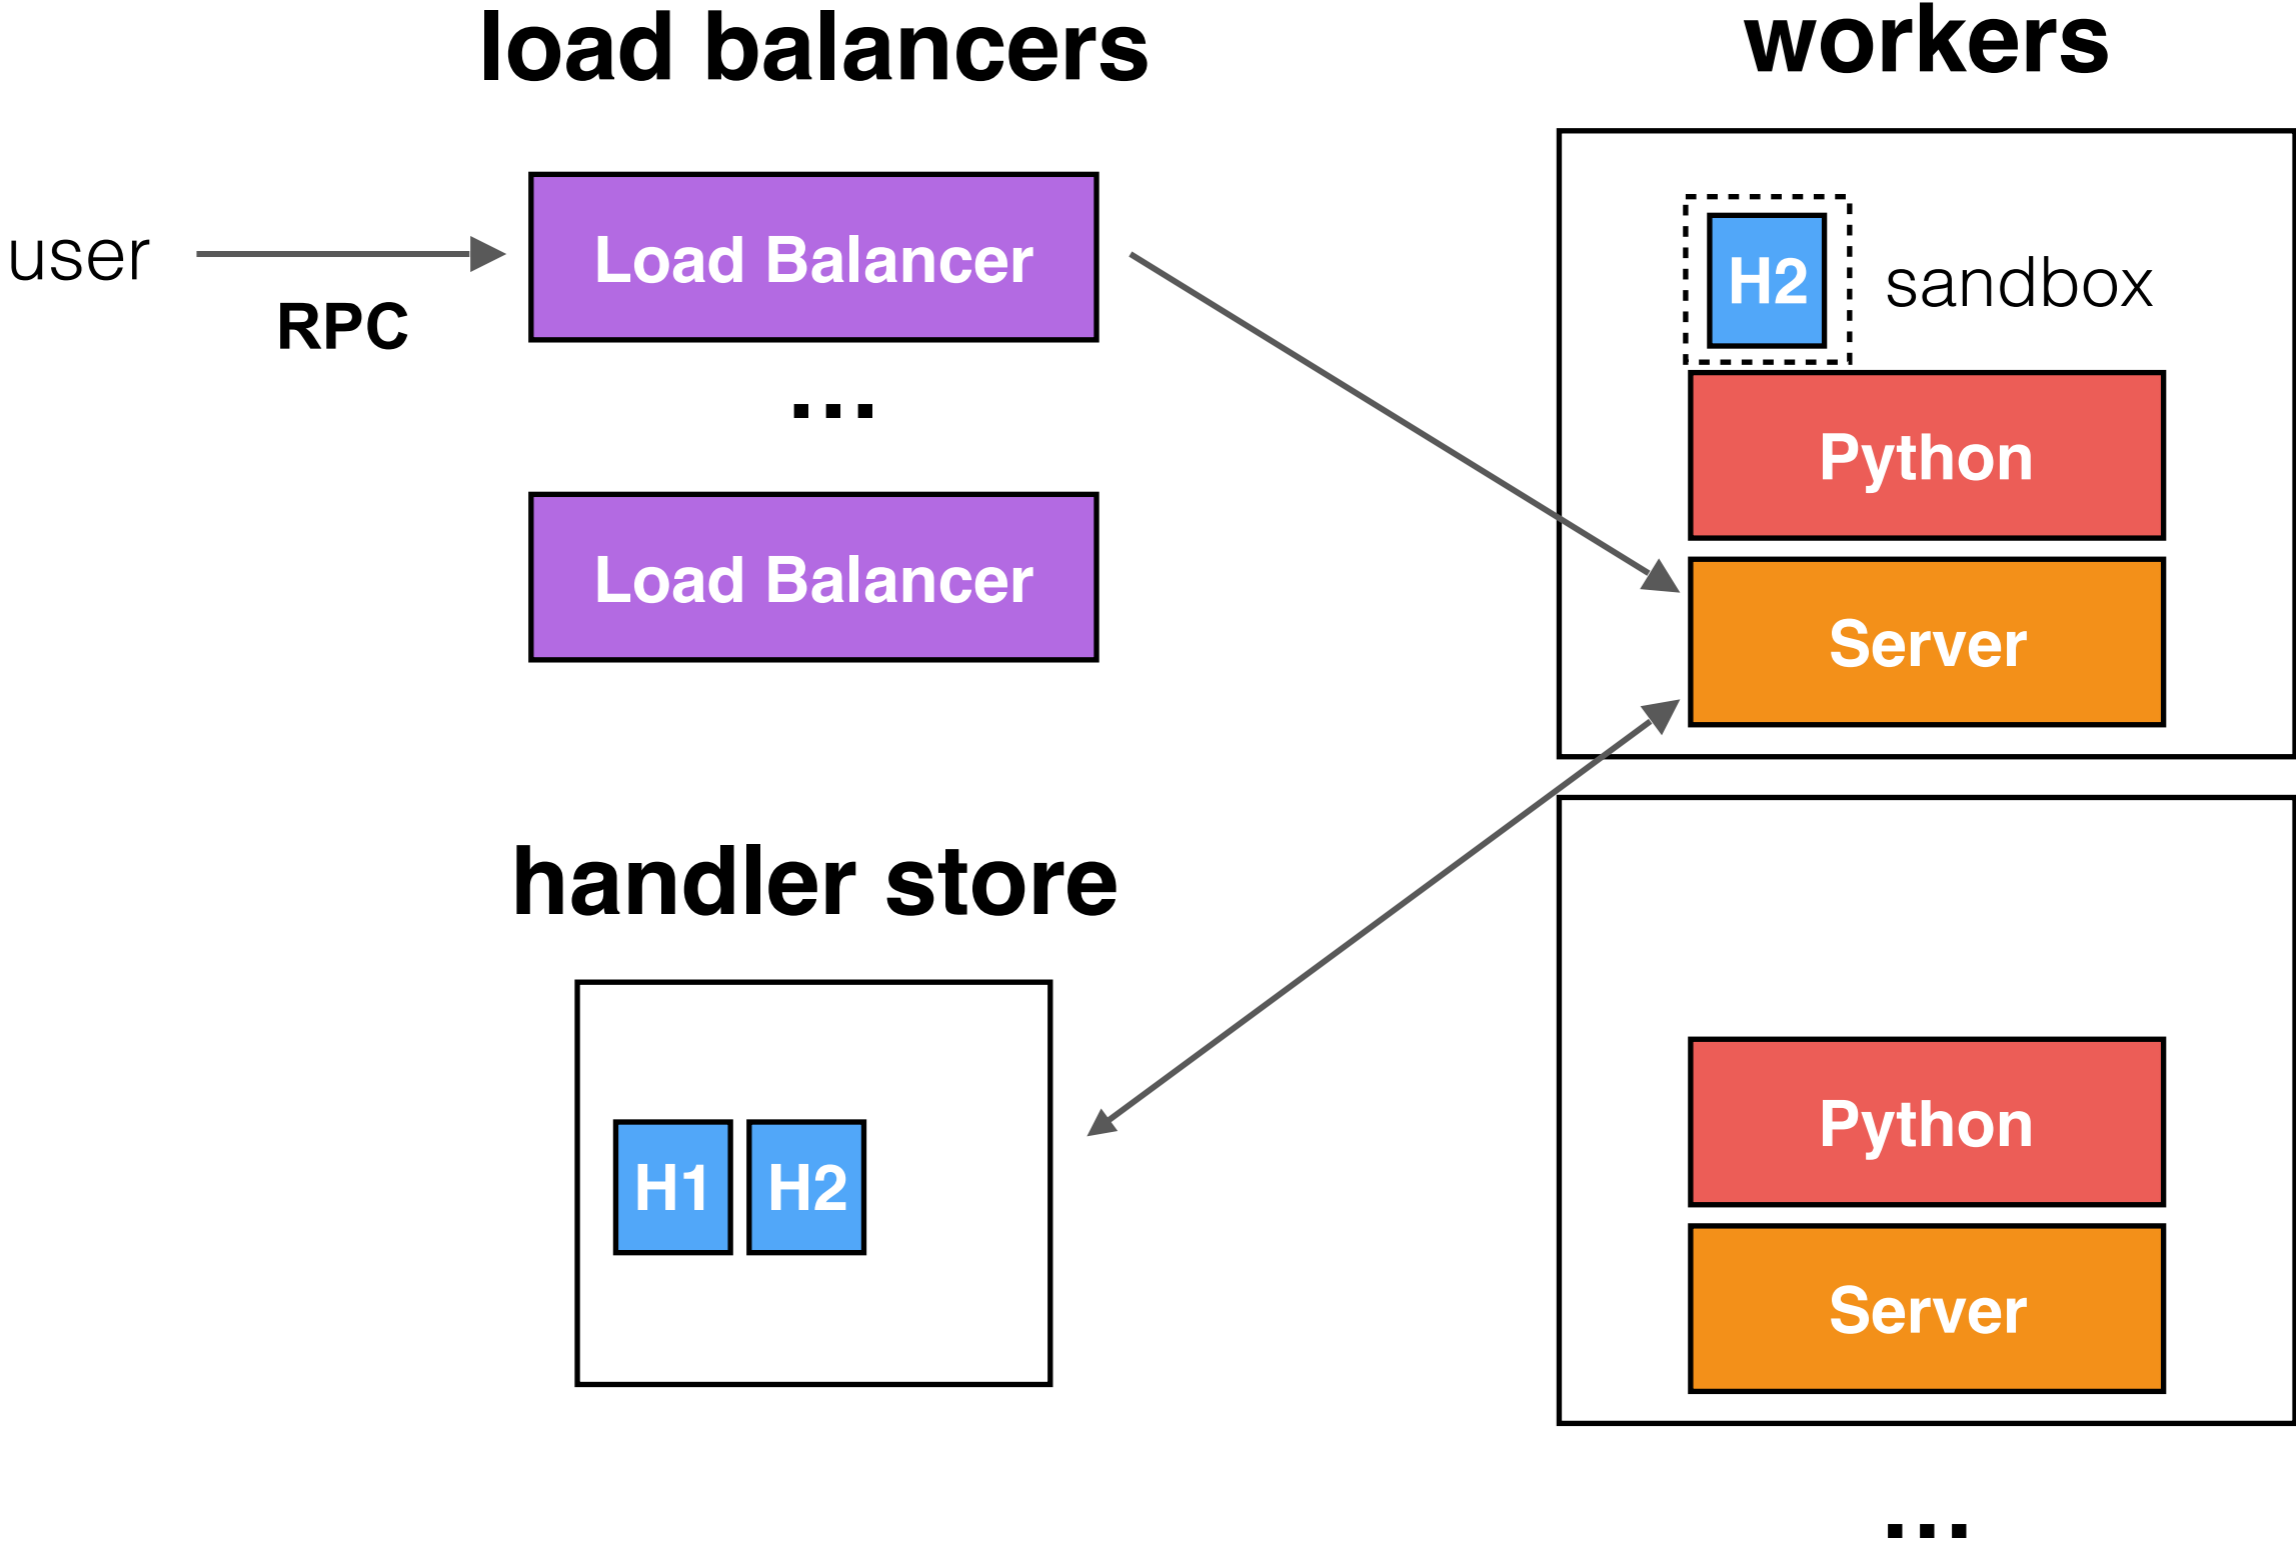 load balancers
workers
user
RPC
Load Balancer
...
Load Balancer
H2
sandbox
Python
Server
handler store
H1
H2
Python
Server
...